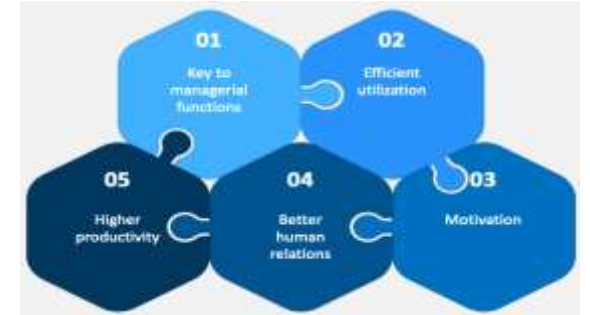 01
Key to
managerial
functions
02
Efficient
utilization
03
Motivation
04
Better
human
relations
05
Higher
productivity